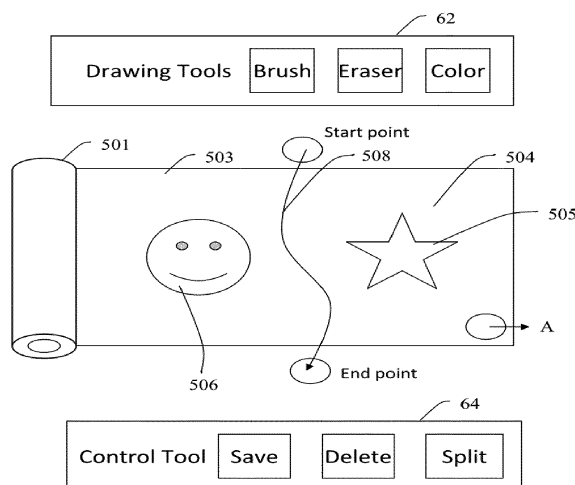 62
Drawing Tools Brush Eraser Color
501
Start point
503
508
504
505
A
506
End point
64
Control Tool Save Delete Split